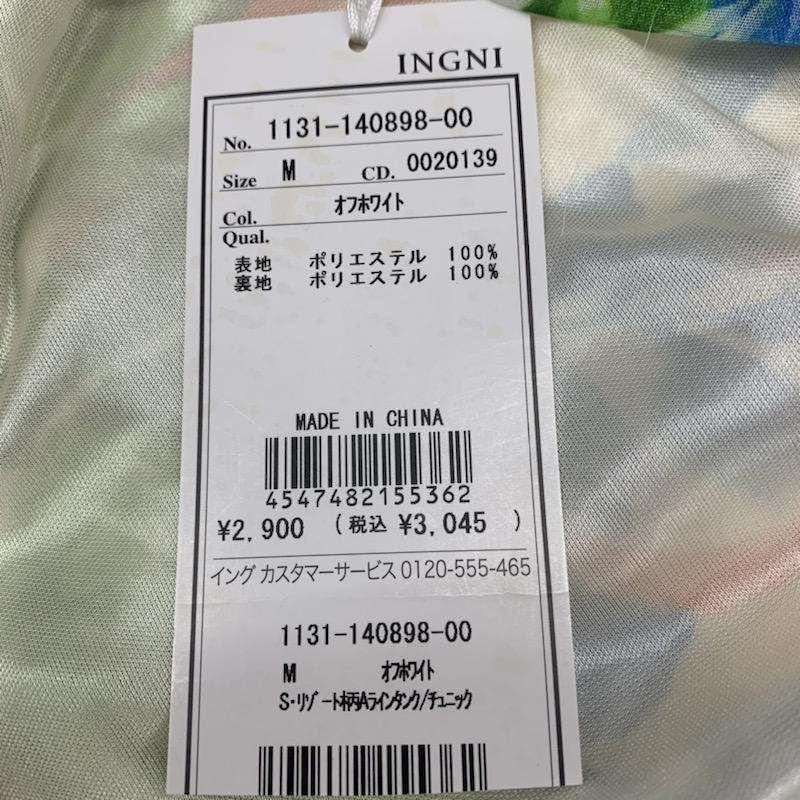 INGNI
No. 1131-140898-00
Size M CD. 0020139
Col. オフホワイト
Qual.
表地 ポリエステル 100%
裏地 ポリエステル 100%
MADE IN CHINA
4547482155362
¥2,900 (税込 ¥3,045 )
イング カスタマーサービス 0120-555-465
1131-140898-00
M オフホワイト
S・リゾート柄Aラインタンク/チュニック